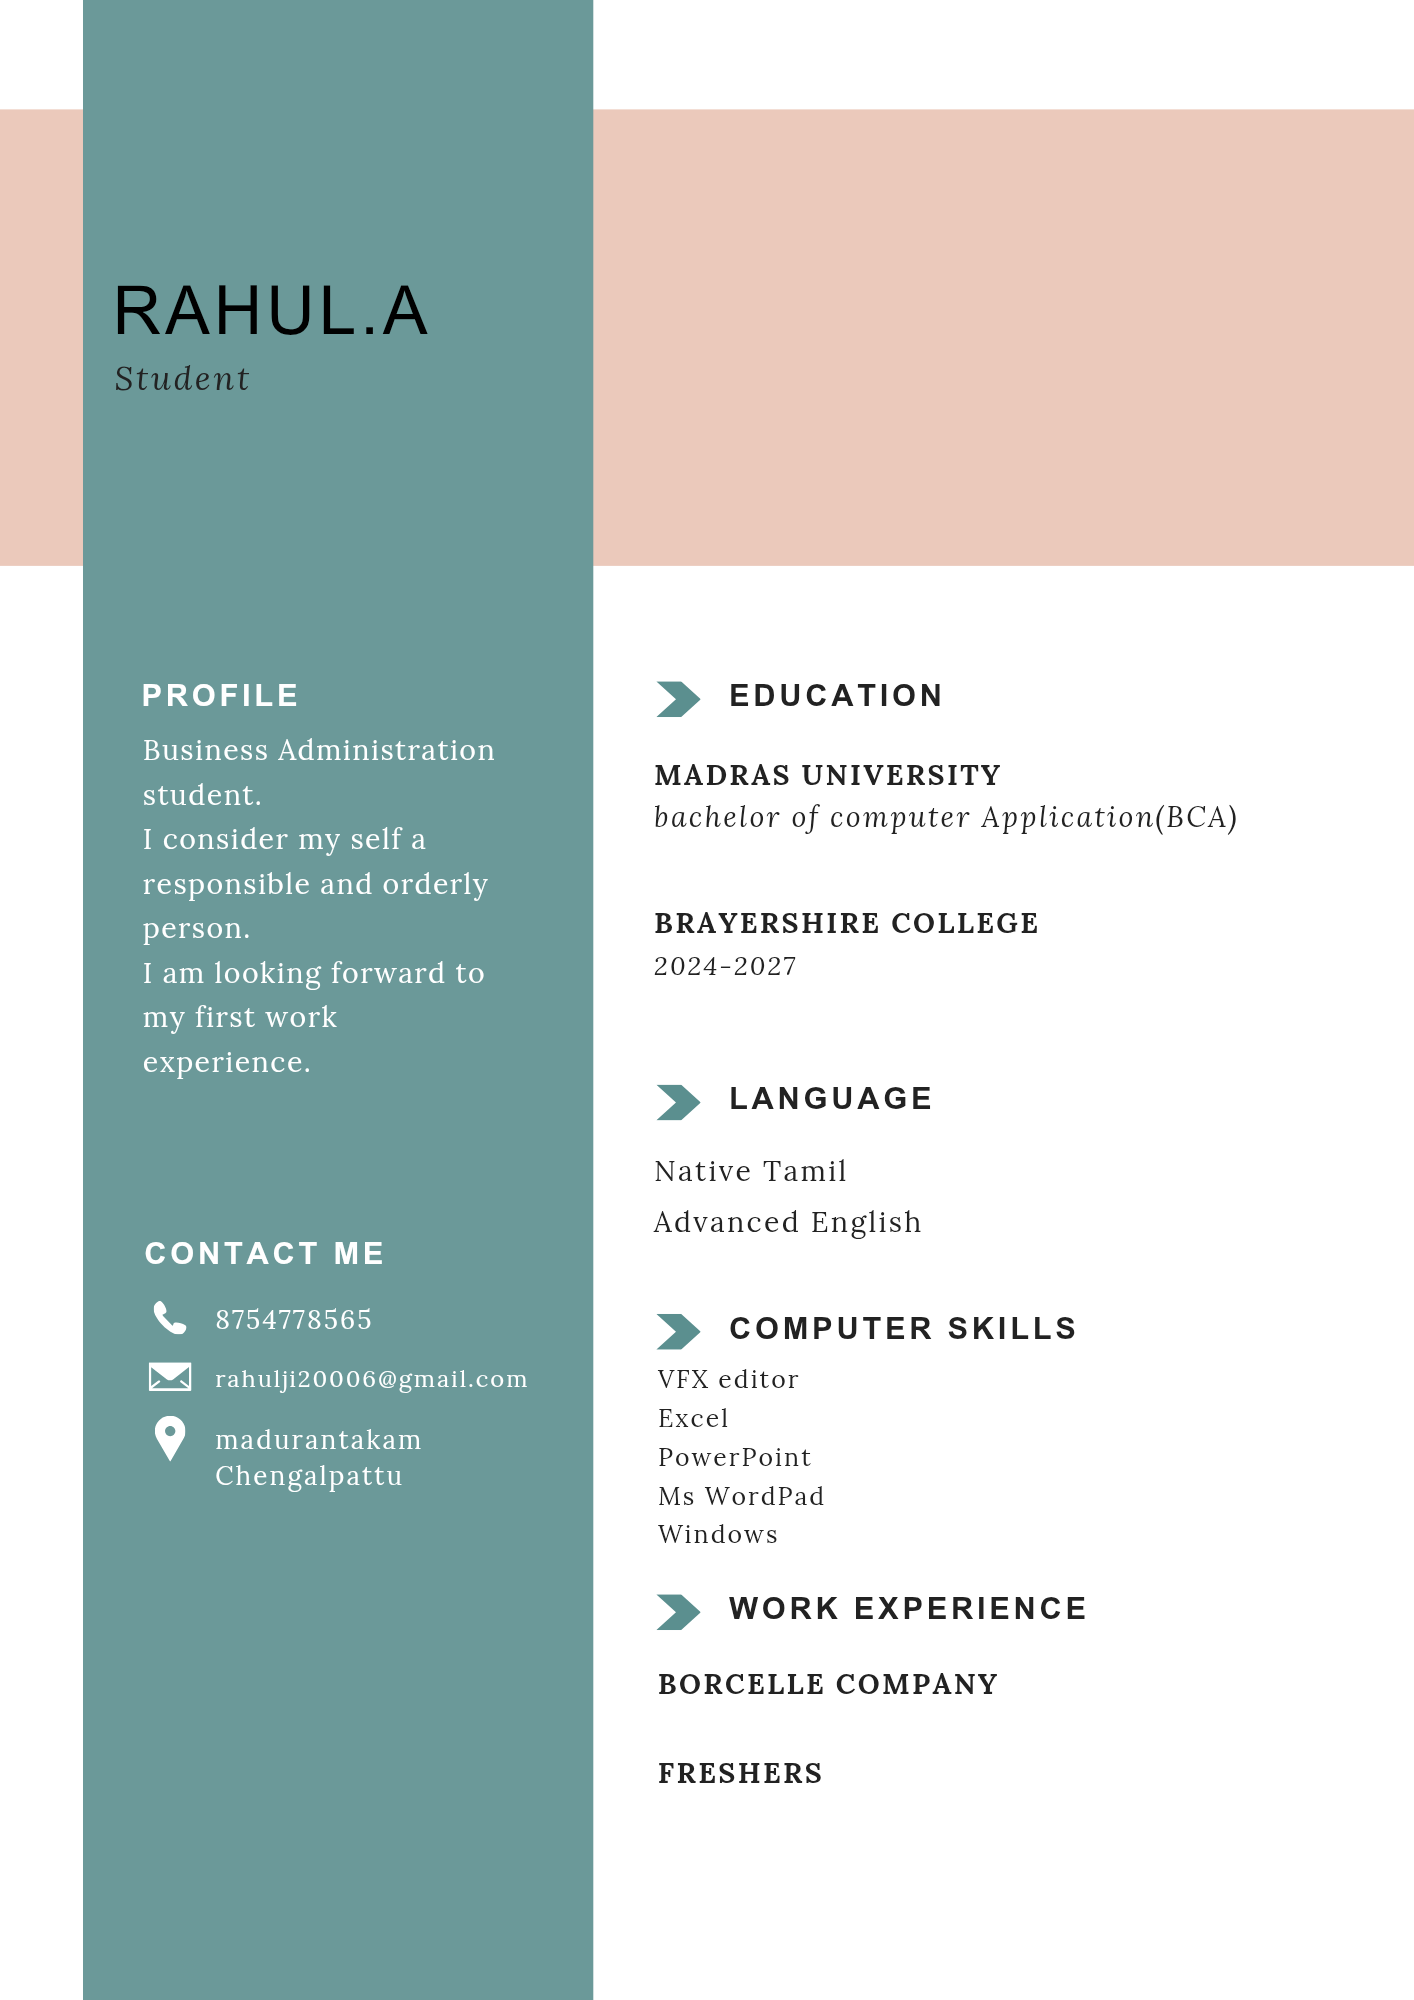 RAHUL.A
Student
PROFILE
Business Administration
student.
I consider my self a
responsible and orderly
person.
I am looking forward to
my first work
experience.
CONTACT ME
8754778565
rahulji20006@gmail.com
madurantakam
Chengalpattu
EDUCATION
MADRAS UNIVERSITY
bachelor of computer Application(BCA)
BRAYERSHIRE COLLEGE
2024-2027
LANGUAGE
Native Tamil
Advanced English
COMPUTER SKILLS
VFX editor
Excel
PowerPoint
Ms WordPad
Windows
WORK EXPERIENCE
BORCELLE COMPANY
FRESHERS